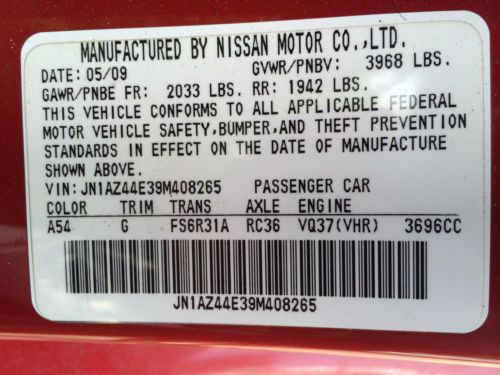 MANUFACTURED BY NISSAN MOTOR CO.,LTD.
DATE: 05/09 GVWR/PNBV: 3968 LBS.
GAWR/PNBE FR: 2033 LBS. RR: 1942 LBS.
THIS VEHICLE CONFORMS TO ALL APPLICABLE FEDERAL
MOTOR VEHICLE SAFETY,BUMPER,AND THEFT PREVENTION
STANDARDS IN EFFECT ON THE DATE OF MANUFACTURE
SHOWN ABOVE.
VIN: JN1AZ44E39M408265 PASSENGER CAR
COLOR TRIM TRANS AXLE ENGINE
A54 G FS6R31A RC36 VQ37(VHR) 3696CC
JN1AZ44E39M408265